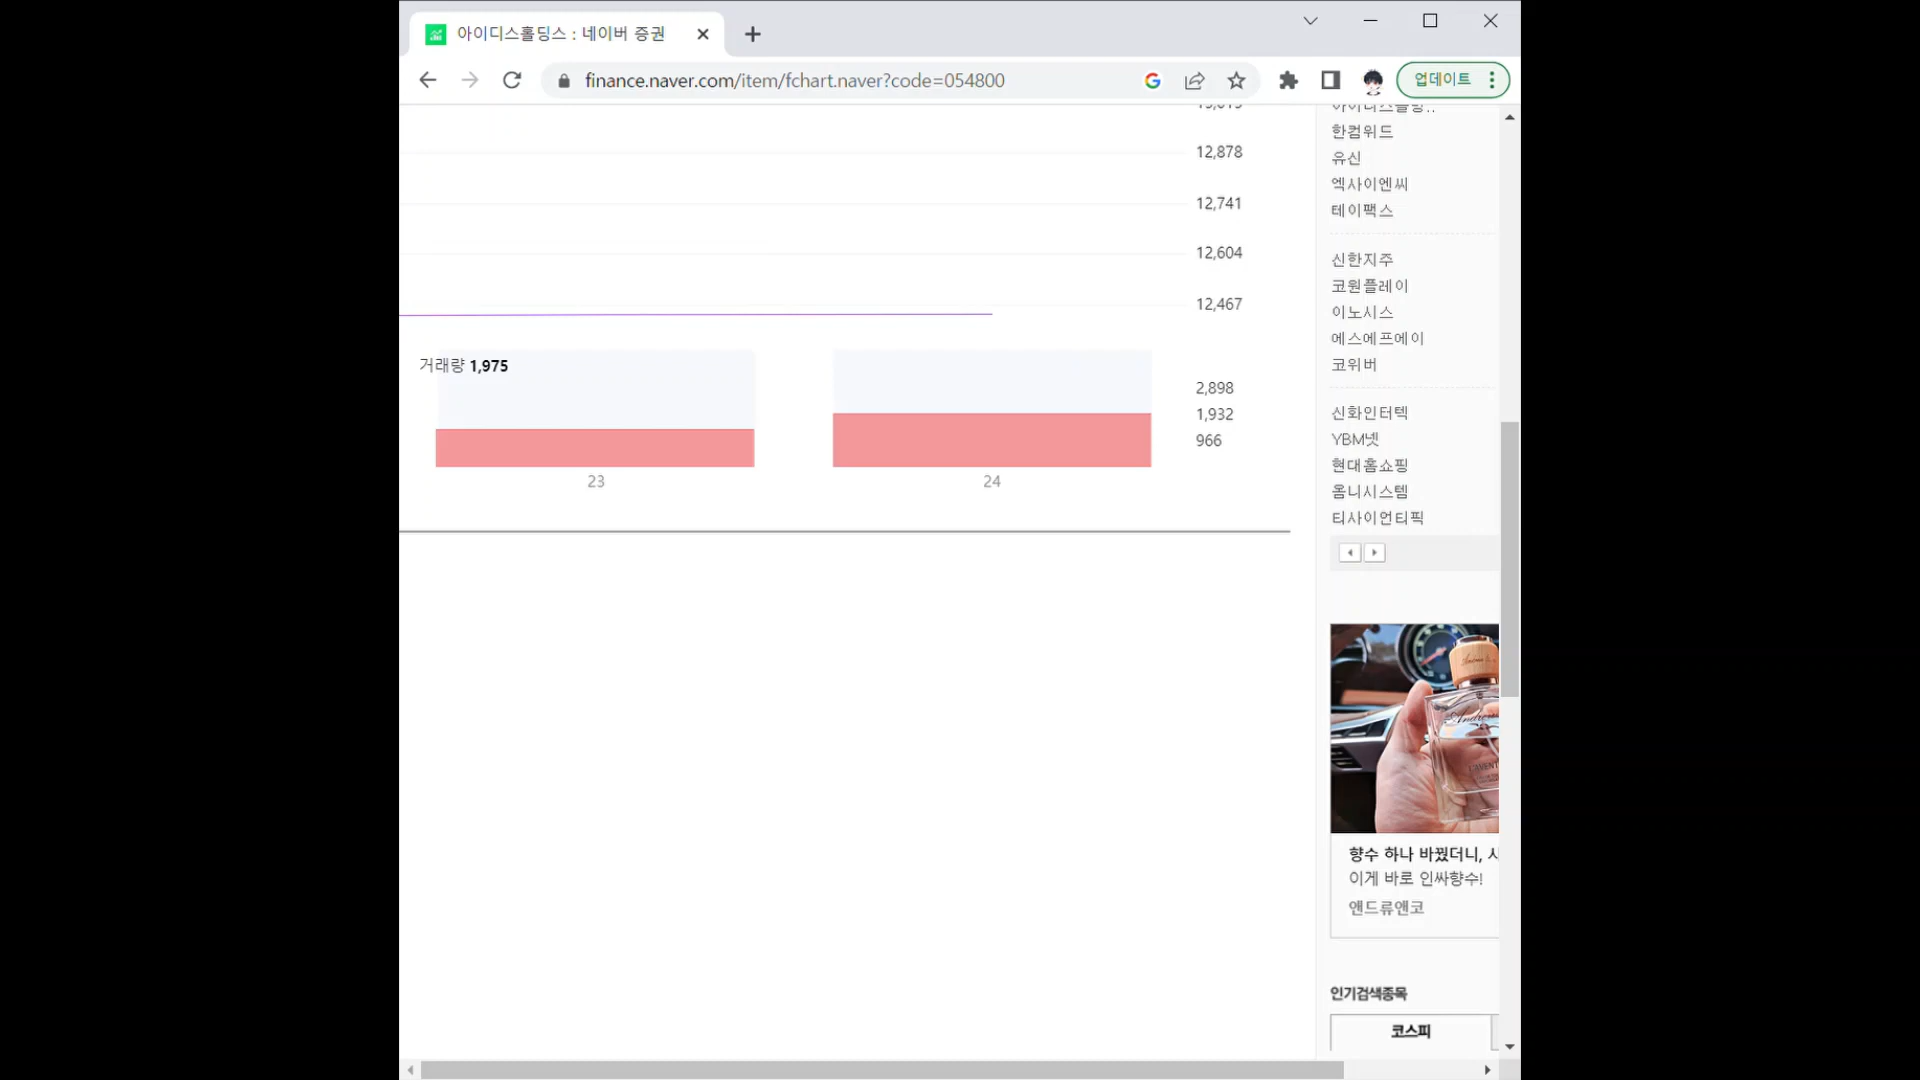 아이디스홀딩스 : 네이버 증권
finance.naver.com/item/fchart.naver?code=054800
업데이트
12,878
12,741
12,604
12,467
거래량 1,975
2,898
1,932
966
23
24
아이디스홀딩..
한컴위드
유신
엑사이엔씨
테이팩스
신한지주
코원플레이
이노시스
에스에프에이
코위버
신화인터텍
YBM넷
현대홈쇼핑
옴니시스템
티사이언티픽
향수 하나 바꿨더니, 사
이게 바로 인싸향수!
앤드류앤코
인기검색종목
코스피